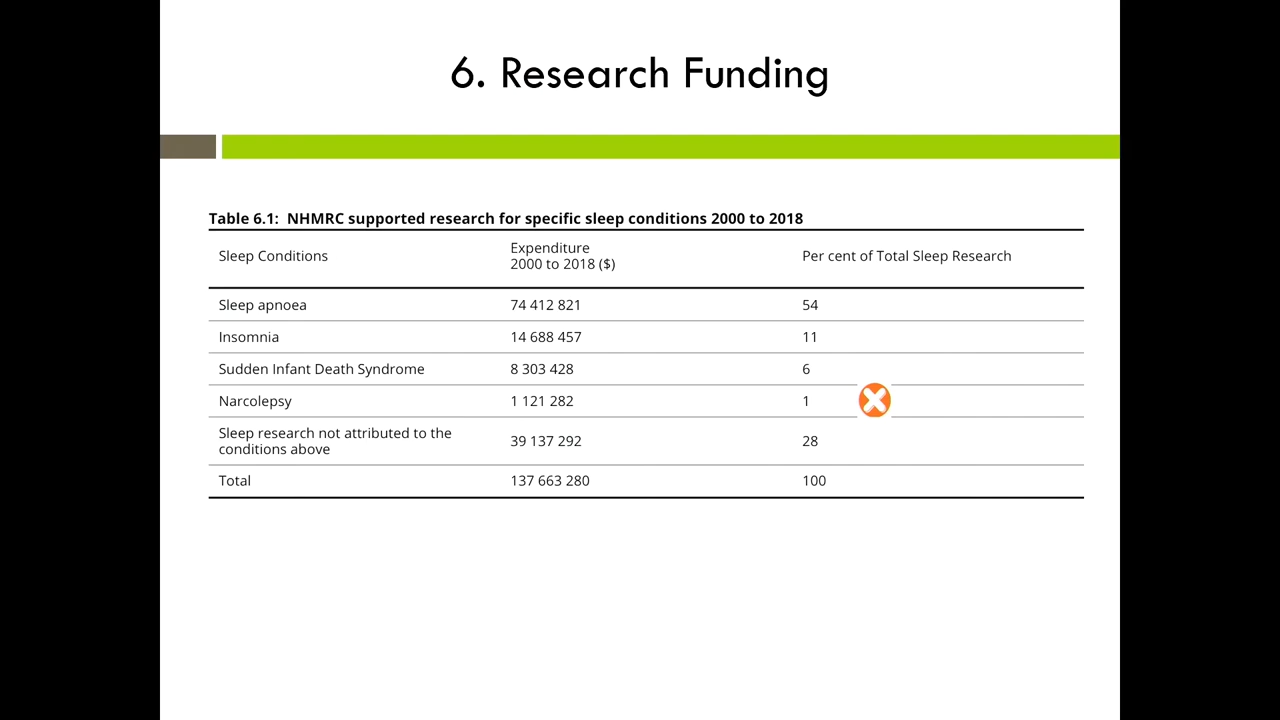 6. Research Funding
Table 6.1: NHMRC supported research for specific sleep conditions 2000 to 2018
Sleep Conditions
Expenditure
2000 to 2018 ($)
Per cent of Total Sleep Research
Sleep apnoea 74 412 821 54
Insomnia 14 688 457 11
Sudden Infant Death Syndrome 8 303 428 6
Narcolepsy 1 121 282 1
Sleep research not attributed to the
conditions above
39 137 292 28
Total 137 663 280 100